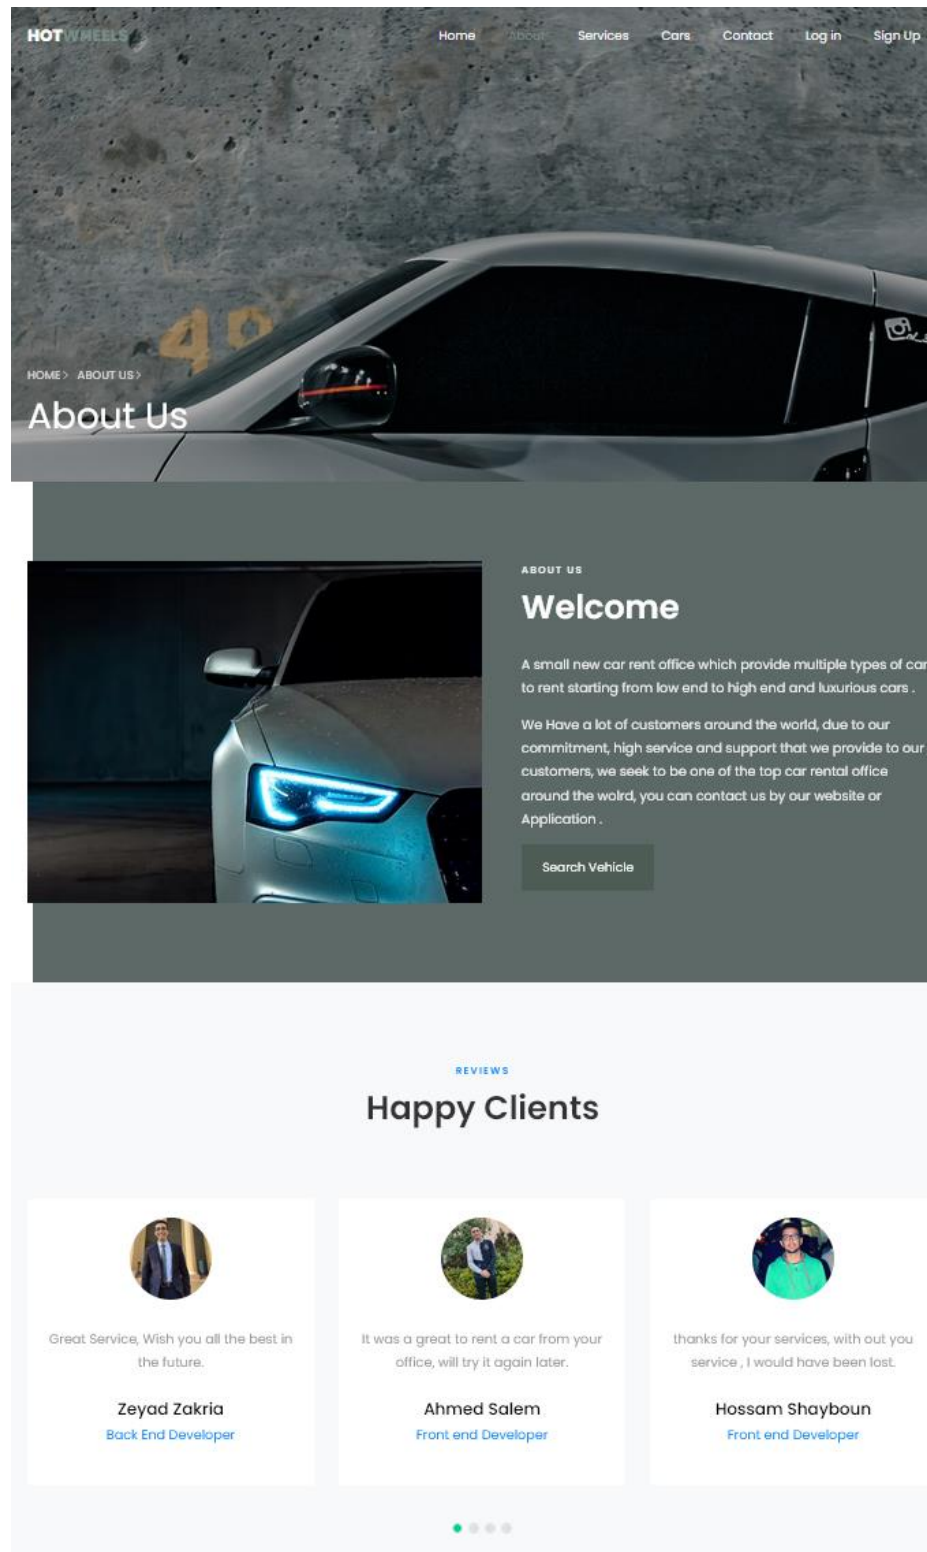 HOTWHEELS
Home About Services Cars Contact Log in Sign Up
HOME > ABOUT US >
About Us
ABOUT US
Welcome
A small new car rent office which provide multiple types of car
to rent starting from low end to high end and luxurious cars .
We Have a lot of customers around the world, due to our
commitment, high service and support that we provide to our
customers, we seek to be one of the top car rental office
around the wolrd, you can contact us by our website or
Application .
Search Vehicle
REVIEWS
Happy Clients
Great Service, Wish you all the best in
the future.
Zeyad Zakria
Back End Developer
It was a great to rent a car from your
office, will try it again later.
Ahmed Salem
Front end Developer
thanks for your services, with out you
service , I would have been lost.
Hossam Shayboun
Front end Developer